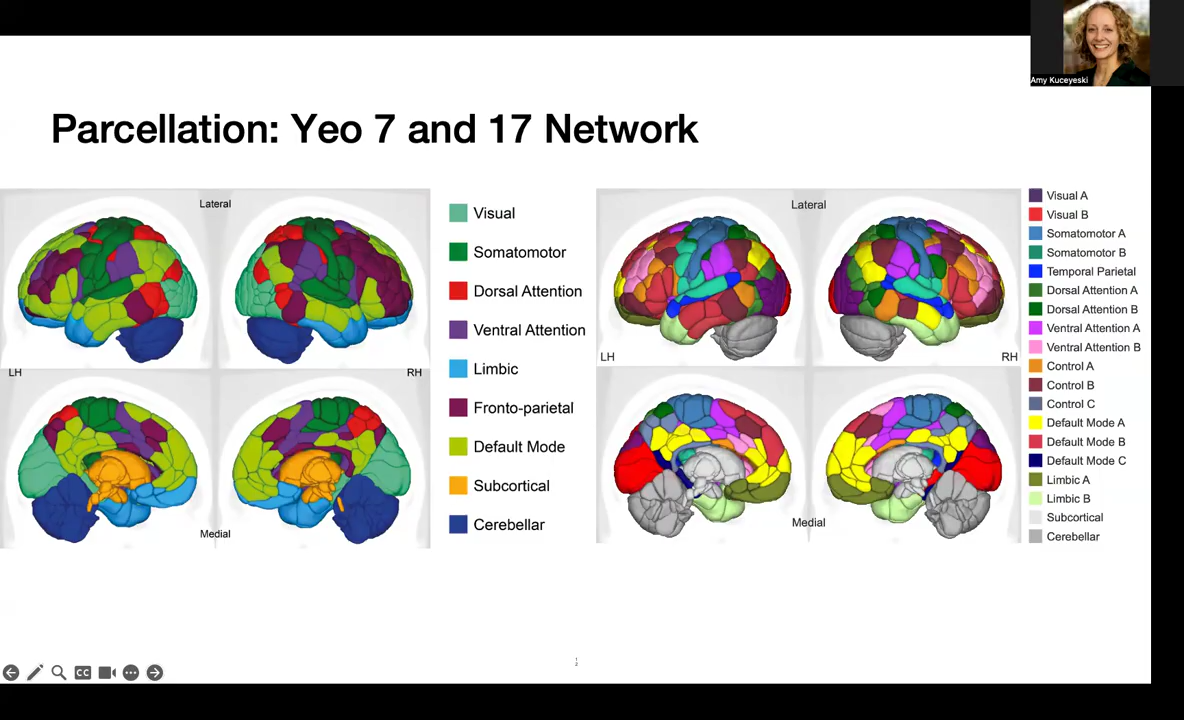 Amy Kuceyeski
Parcellation: Yeo 7 and 17 Network
Lateral
LH
RH
Medial
Visual
Somatomotor
Dorsal Attention
Ventral Attention
Limbic
Fronto-parietal
Default Mode
Subcortical
Cerebellar
Lateral
LH
RH
Medial
Visual A
Visual B
Somatomotor A
Somatomotor B
Temporal Parietal
Dorsal Attention A
Dorsal Attention B
Ventral Attention A
Ventral Attention B
Control A
Control B
Control C
Default Mode A
Default Mode B
Default Mode C
Limbic A
Limbic B
Subcortical
Cerebellar
CC